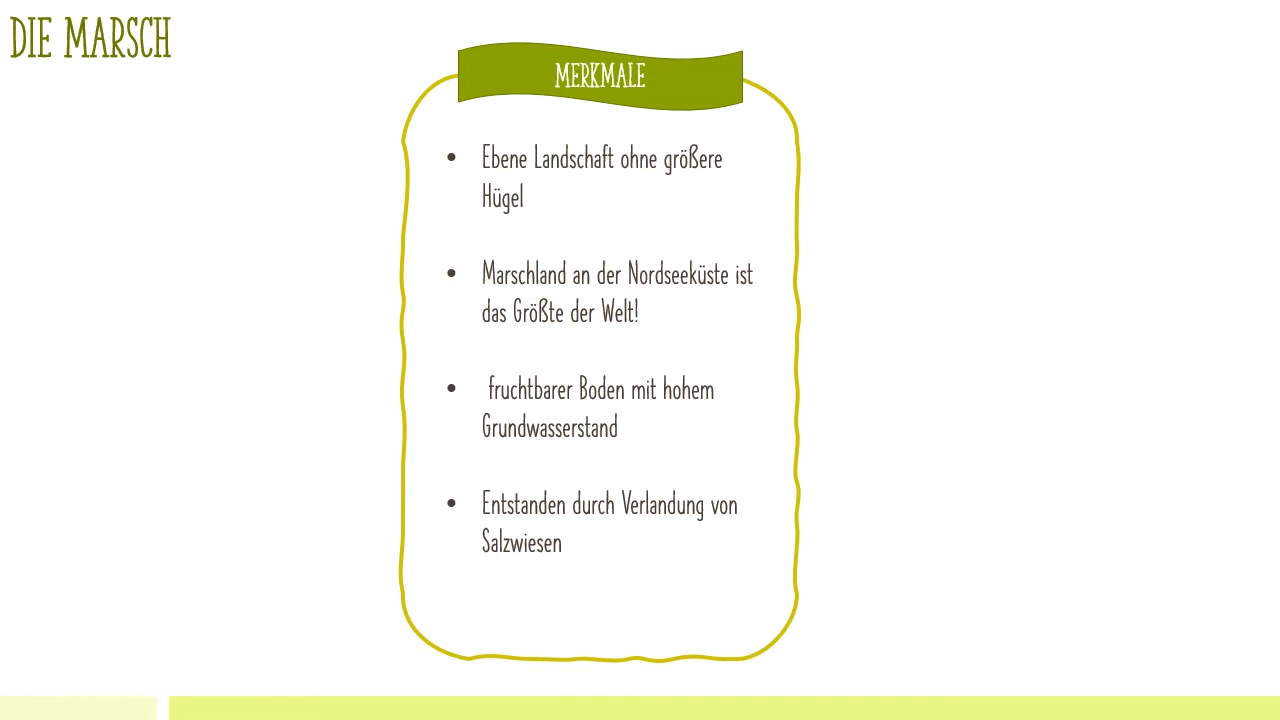 DIE MARSCH
MERKMALE
• Ebene Landschaft ohne größere
Hügel
• Marschland an der Nordseeküste ist
das Größte der Welt!
• fruchtbarer Boden mit hohem
Grundwasserstand
• Entstanden durch Verlandung von
Salzwiesen